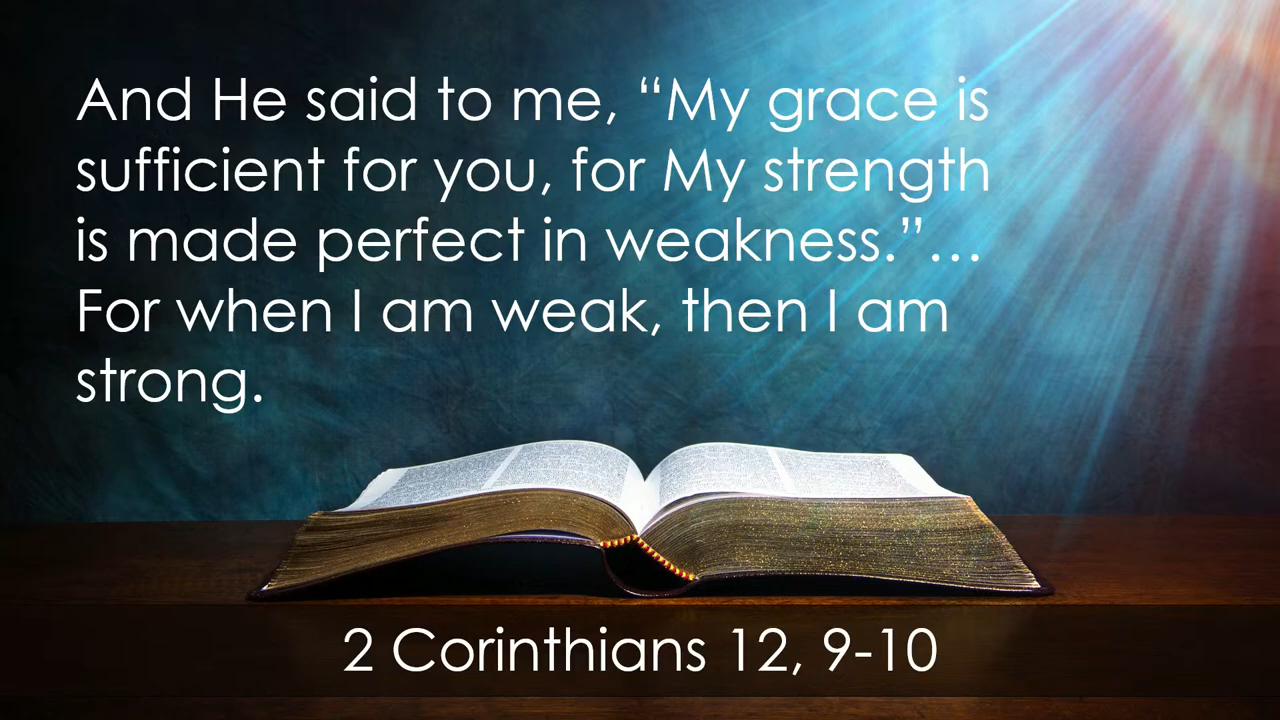 And He said to me, “My grace is
sufficient for you, for My strength
is made perfect in weakness.”…
For when I am weak, then I am
strong.
2 Corinthians 12, 9-10